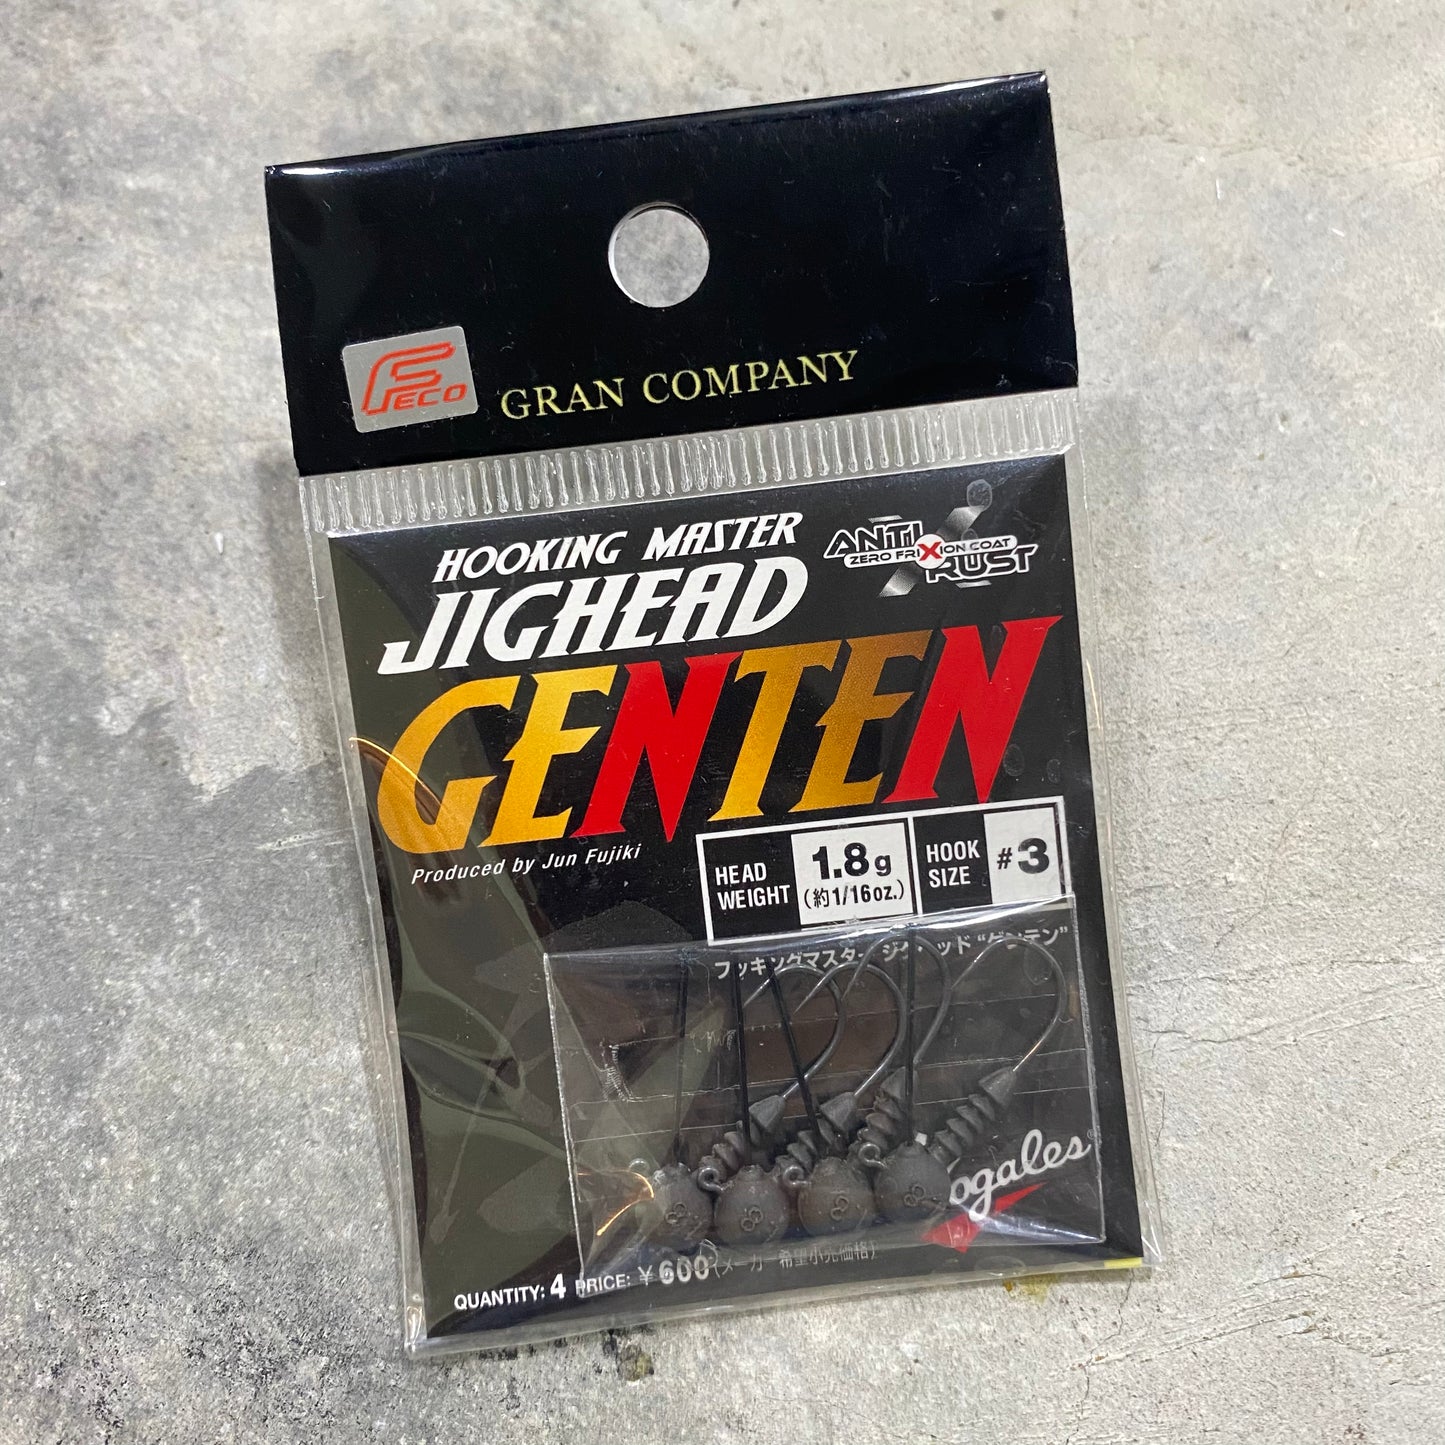 FECO
GRAN COMPANY
HOOKING MASTER
JIGHEAD
ANTI
ZERO FRIXION COAT
RUST
GENTEN
Produced by Jun Fujiki
HEAD WEIGHT
1.8g
(約1/16oz.)
HOOK SIZE
#3
フッキングマスター ジグヘッド “ゲンテン”
ogales
QUANTITY: 4 PRICE: ¥600(メーカー希望小売価格)